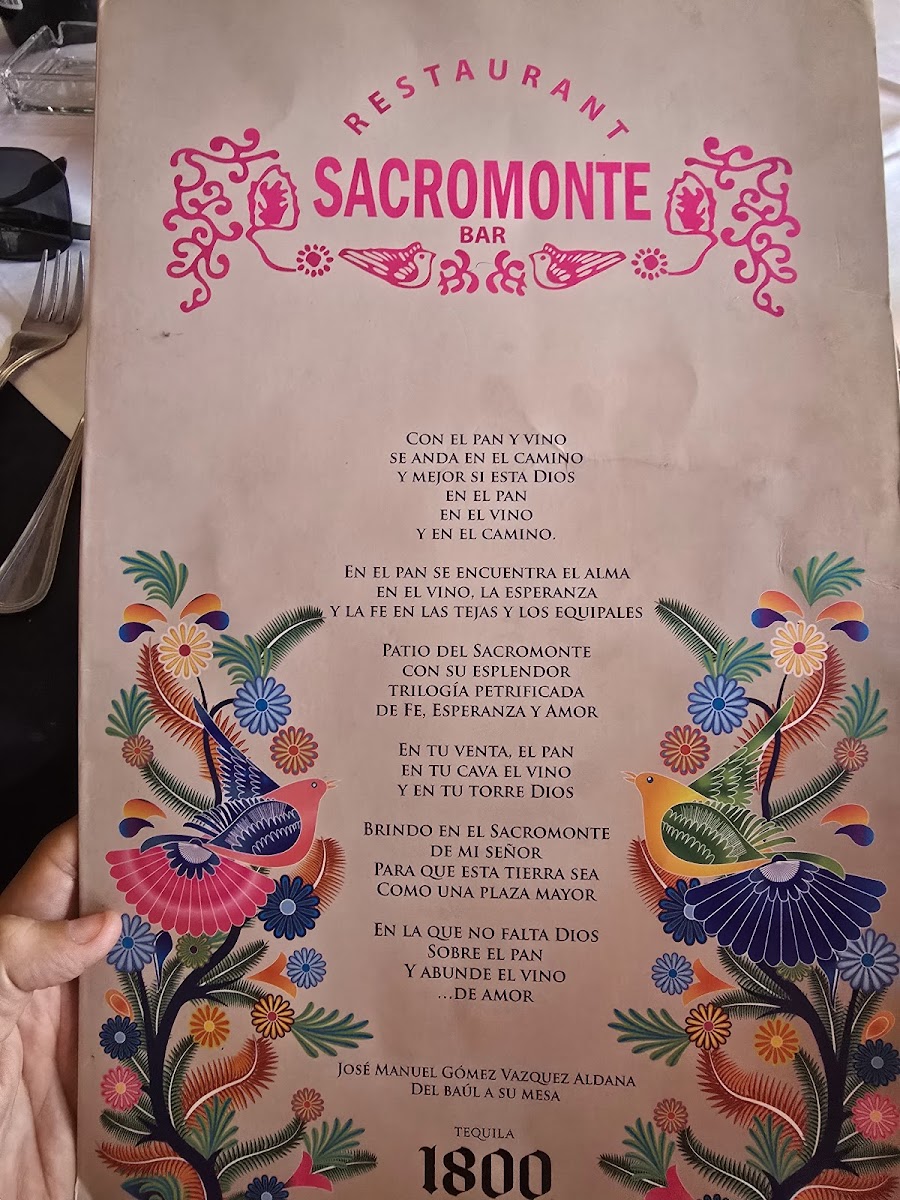 RESTAURANT
SACROMONTE
BAR
CON EL PAN Y VINO
SE ANDA EN EL CAMINO
Y MEJOR SI ESTA DIOS
EN EL PAN
EN EL VINO
Y EN EL CAMINO.
EN EL PAN SE ENCUENTRA EL ALMA
EN EL VINO, LA ESPERANZA
Y LA FE EN LAS TEJAS Y LOS EQUIPALES
PATIO DEL SACROMONTE
CON SU ESPLENDOR
TRILOGÍA PETRIFICADA
DE FE, ESPERANZA Y AMOR
EN TU VENTA, EL PAN
EN TU CAVA EL VINO
Y EN TU TORRE DIOS
BRINDO EN EL SACROMONTE
DE MI SEÑOR
PARA QUE ESTA TIERRA SEA
COMO UNA PLAZA MAYOR
EN LA QUE NO FALTA DIOS
SOBRE EL PAN
Y ABUNDE EL VINO
...DE AMOR
JOSÉ MANUEL GÓMEZ VAZQUEZ ALDANA
DEL BAÚL A SU MESA
TEQUILA
1800